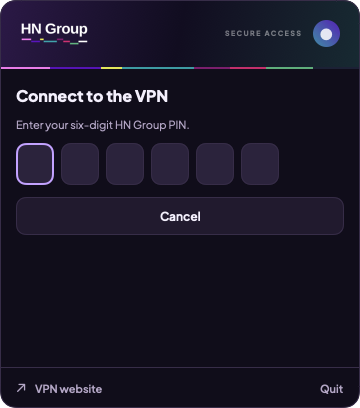 HN Group
SECURE ACCESS
Connect to the VPN
Enter your six-digit HN Group PIN.
Cancel
VPN website
Quit